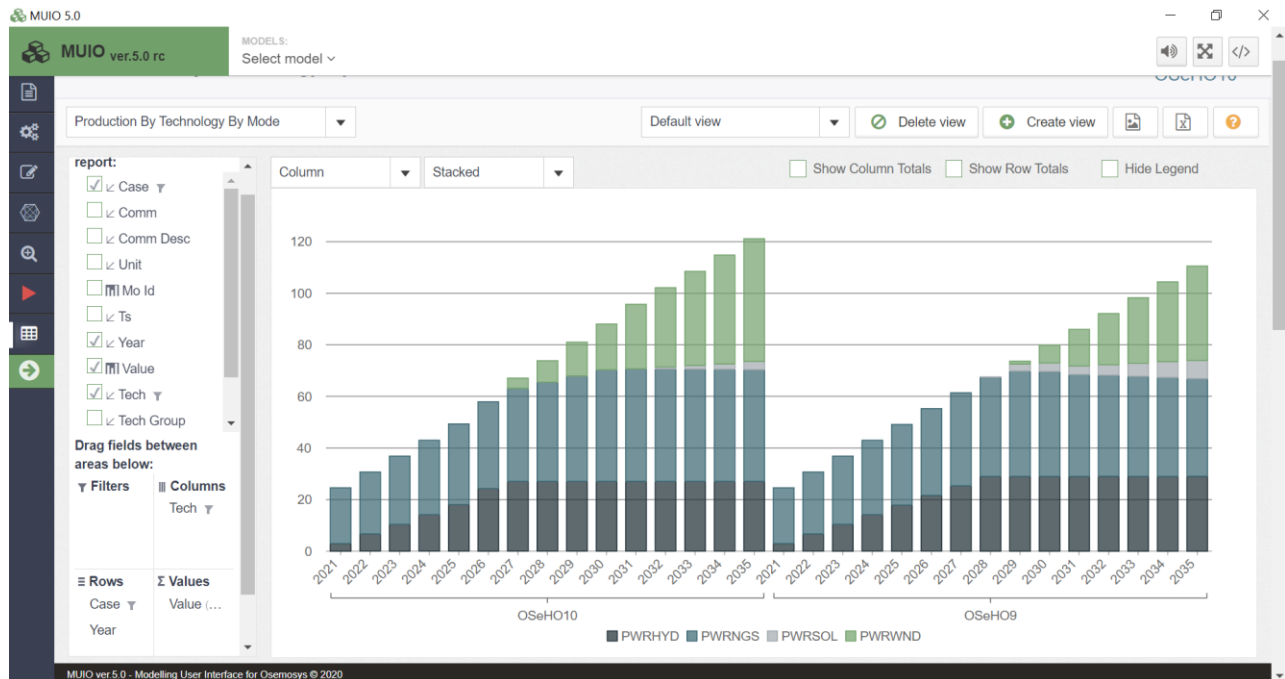 MUIO 5.0
MUIO ver.5.0 rc
MODELS:
Select model
OSeHO10
Production By Technology By Mode
Default view
Delete view
Create view
report:
Case
Comm
Comm Desc
Unit
Mo Id
Ts
Year
Value
Tech
Tech Group
Drag fields between
areas below:
Filters
Columns
Tech
Rows
Values
Case
Value (...
Year
Column
Stacked
Show Column Totals
Show Row Totals
Hide Legend
120
100
80
60
40
20
0
2021 2022 2023 2024 2025 2026 2027 2028 2029 2030 2031 2032 2033 2034 2035 2021 2022 2023 2024 2025 2026 2027 2028 2029 2030 2031 2032 2033 2034 2035
OSeHO10 OSeHO9
PWRHYD PWRNGS PWRSOL PWRWND
MUIO ver.5.0 - Modelling User Interface for Osemosys © 2020